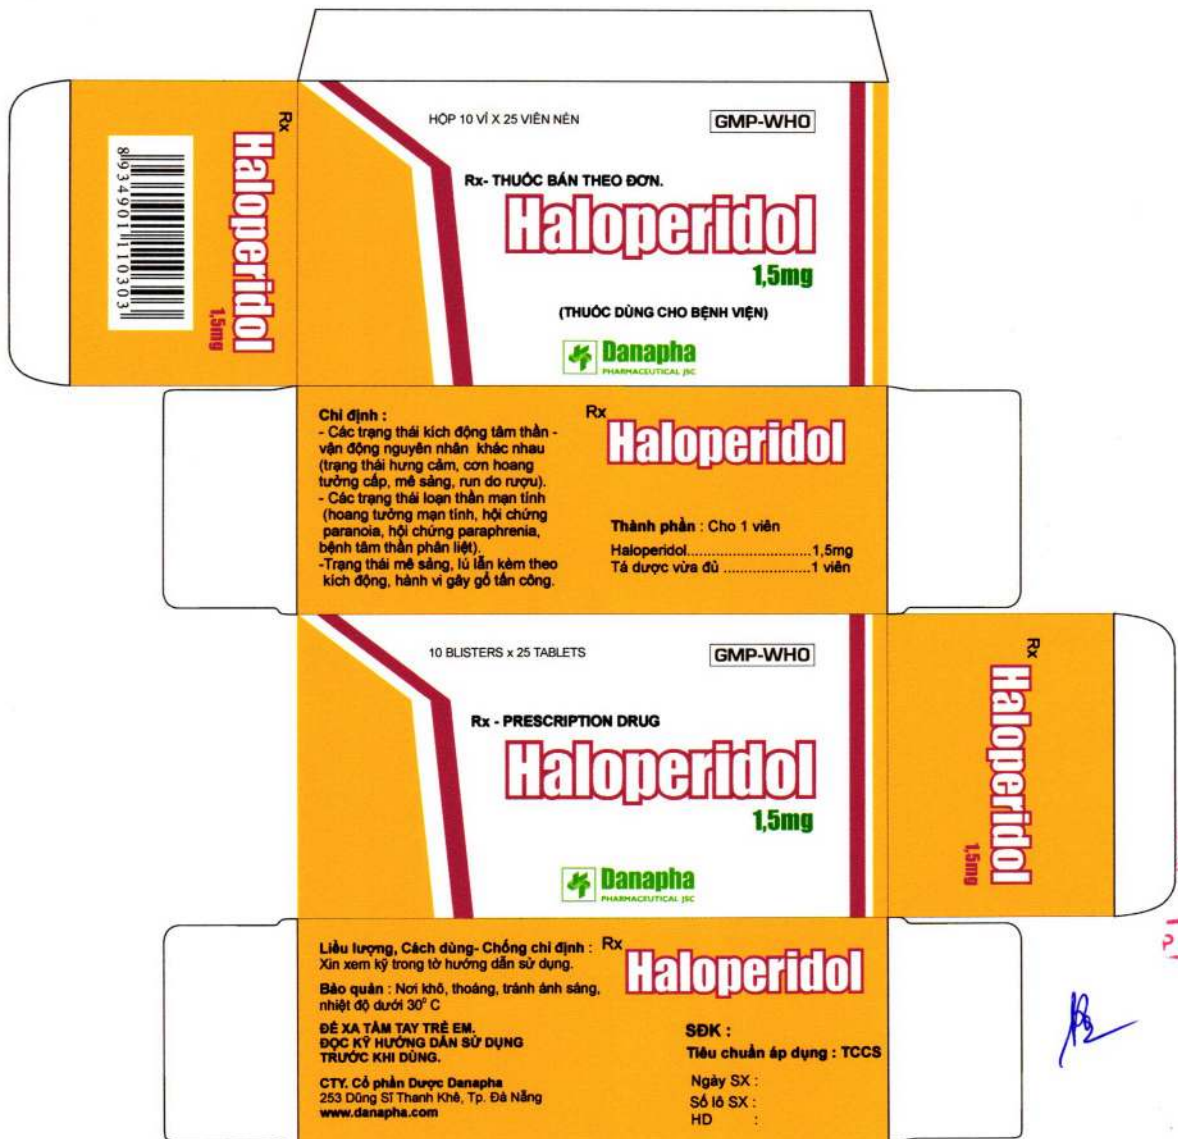 Rx
Haloperidol
1,5mg
8 934901 110303
HỘP 10 VỈ X 25 VIÊN NÉN
GMP-WHO
Rx- THUỐC BÁN THEO ĐƠN.
Haloperidol
1,5mg
(THUỐC DÙNG CHO BỆNH VIỆN)
Danapha
PHARMACEUTICAL JSC
Chỉ định :
- Các trạng thái kích động tâm thần -
vận động nguyên nhân khác nhau
(trạng thái hưng cảm, cơn hoang
tưởng cấp, mê sảng, run do rượu).
- Các trạng thái loạn thần mạn tính
(hoang tưởng mạn tính, hội chứng
paranoia, hội chứng paraphrenia,
bệnh tâm thần phân liệt).
-Trạng thái mê sảng, lú lẫn kèm theo
kích động, hành vi gây gổ tấn công.
Rx
Haloperidol
Thành phần : Cho 1 viên
Haloperidol..............................1,5mg
Tá dược vừa đủ .....................1 viên
10 BLISTERS x 25 TABLETS
GMP-WHO
Rx - PRESCRIPTION DRUG
Haloperidol
1,5mg
Danapha
PHARMACEUTICAL JSC
Rx
Haloperidol
1,5mg
Liều lượng, Cách dùng- Chống chỉ định :
Xin xem kỹ trong tờ hướng dẫn sử dụng.
Bảo quản : Nơi khô, thoáng, tránh ánh sáng,
nhiệt độ dưới 30⁰ C
ĐỂ XA TẦM TAY TRẺ EM.
ĐỌC KỸ HƯỚNG DẪN SỬ DỤNG
TRƯỚC KHI DÙNG.
CTY. Cổ phần Dược Danapha
253 Dũng Sĩ Thanh Khê, Tp. Đà Nẵng
www.danapha.com
Rx
Haloperidol
SĐK :
Tiêu chuẩn áp dụng : TCCS
Ngày SX :
Số lô SX :
HD :